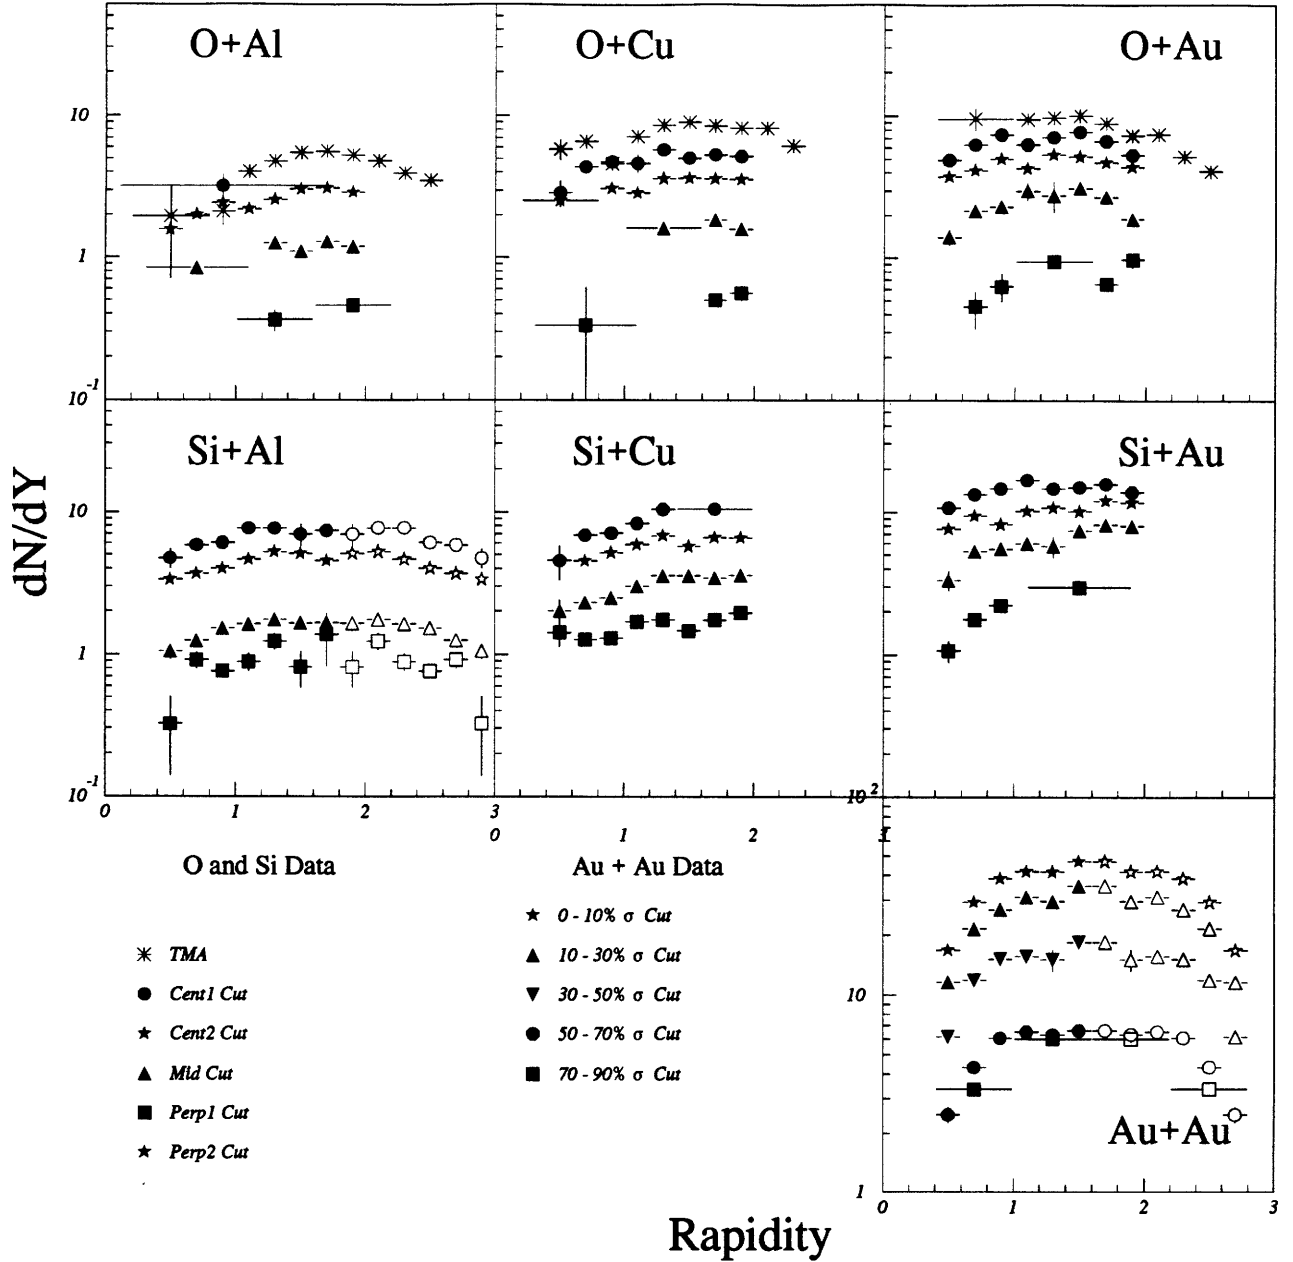 O+Al
O+Cu
O+Au
10
1
10-1
Si+Al
Si+Cu
Si+Au
dN/dY
10
1
10-1
0
1
2
3
0
1
2
10 2
O and Si Data
TMA
Cent1 Cut
Cent2 Cut
Mid Cut
Perp1 Cut
Perp2 Cut
Au + Au Data
0 - 10% σ Cut
10 - 30% σ Cut
30 - 50% σ Cut
50 - 70% σ Cut
70 - 90% σ Cut
10
Au+Au
1
0
1
2
3
Rapidity